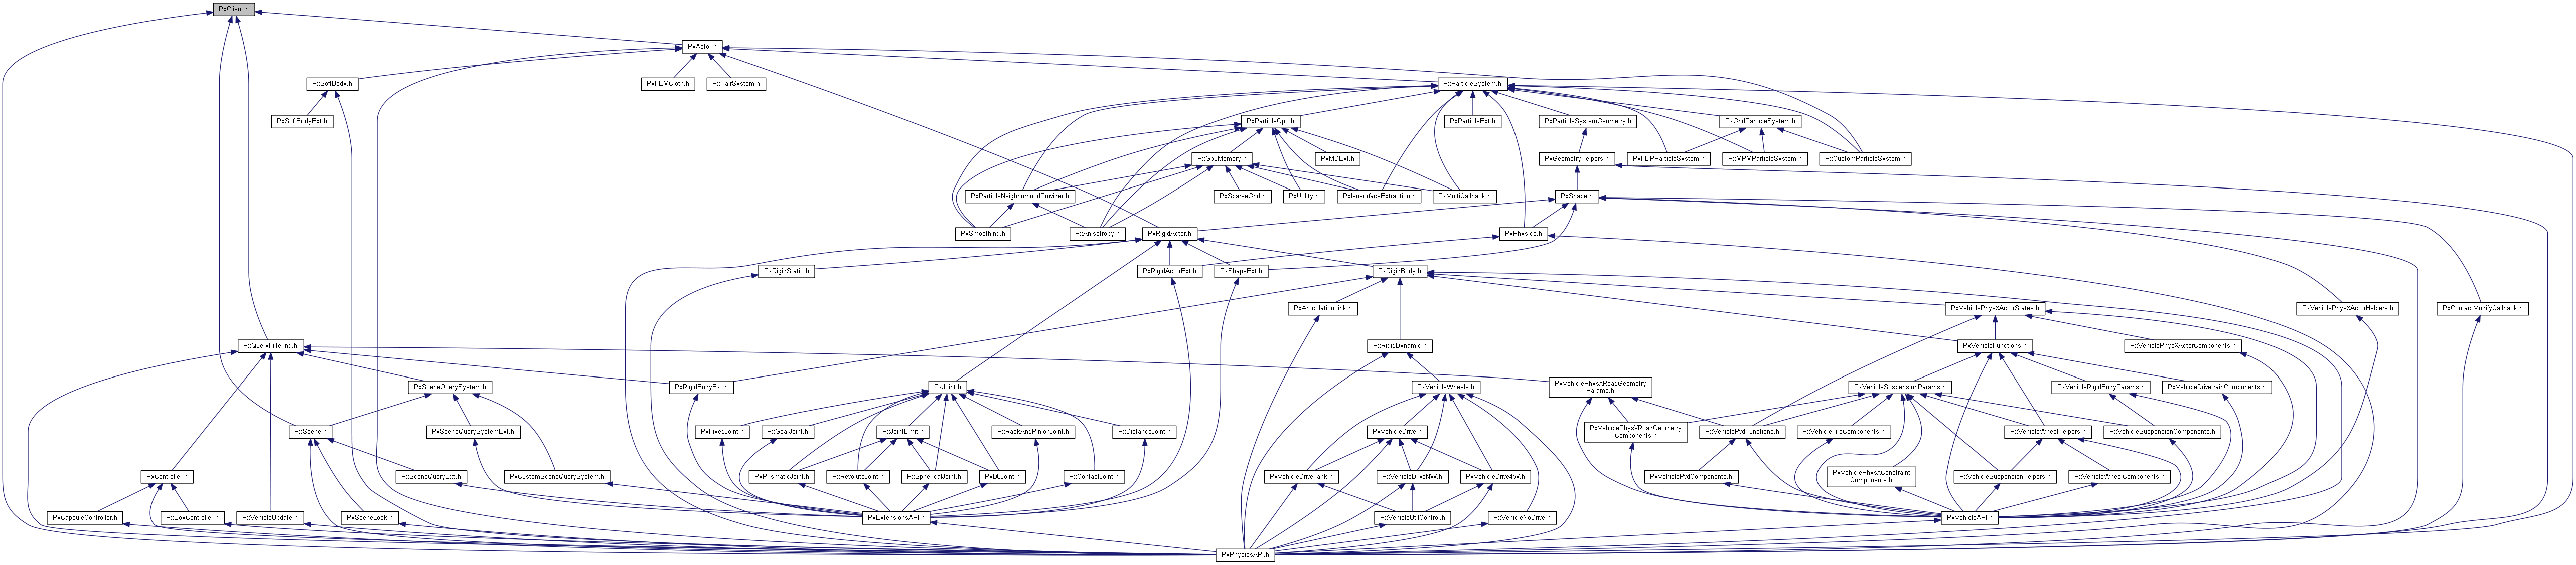 PxClient.h
PxActor.h
PxSoftBody.h
PxFEMCloth.h
PxHairSystem.h
PxParticleSystem.h
PxSoftBodyExt.h
PxParticleGpu.h
PxParticleExt.h
PxParticleSystemGeometry.h
PxGridParticleSystem.h
PxGpuMemory.h
PxMDExt.h
PxGeometryHelpers.h
PxFLIPParticleSystem.h
PxMPMParticleSystem.h
PxCustomParticleSystem.h
PxParticleNeighborhoodProvider.h
PxSparseGrid.h
PxUtility.h
PxIsosurfaceExtraction.h
PxMultiCallback.h
PxShape.h
PxSmoothing.h
PxAnisotropy.h
PxRigidActor.h
PxPhysics.h
PxRigidStatic.h
PxRigidActorExt.h
PxShapeExt.h
PxRigidBody.h
PxArticulationLink.h
PxVehiclePhysXActorStates.h
PxVehiclePhysXActorHelpers.h
PxContactModifyCallback.h
PxQueryFiltering.h
PxRigidDynamic.h
PxVehicleFunctions.h
PxVehiclePhysXActorComponents.h
PxSceneQuerySystem.h
PxRigidBodyExt.h
PxJoint.h
PxVehicleWheels.h
PxVehiclePhysXRoadGeometry
Params.h
PxVehicleSuspensionParams.h
PxVehicleRigidBodyParams.h
PxVehicleDrivetrainComponents.h
PxScene.h
PxSceneQuerySystemExt.h
PxFixedJoint.h
PxGearJoint.h
PxJointLimit.h
PxRackAndPinionJoint.h
PxDistanceJoint.h
PxVehicleDrive.h
PxVehiclePhysXRoadGeometry
Components.h
PxVehiclePvdFunctions.h
PxVehicleTireComponents.h
PxVehicleWheelHelpers.h
PxVehicleSuspensionComponents.h
PxController.h
PxSceneQueryExt.h
PxCustomSceneQuerySystem.h
PxPrismaticJoint.h
PxRevoluteJoint.h
PxSphericalJoint.h
PxD6Joint.h
PxContactJoint.h
PxVehicleDriveTank.h
PxVehicleDriveNW.h
PxVehicleDrive4W.h
PxVehiclePvdComponents.h
PxVehiclePhysXConstraint
Components.h
PxVehicleSuspensionHelpers.h
PxVehicleWheelComponents.h
PxCapsuleController.h
PxBoxController.h
PxVehicleUpdate.h
PxSceneLock.h
PxExtensionsAPI.h
PxVehicleUtilControl.h
PxVehicleNoDrive.h
PxVehicleAPI.h
PxPhysicsAPI.h